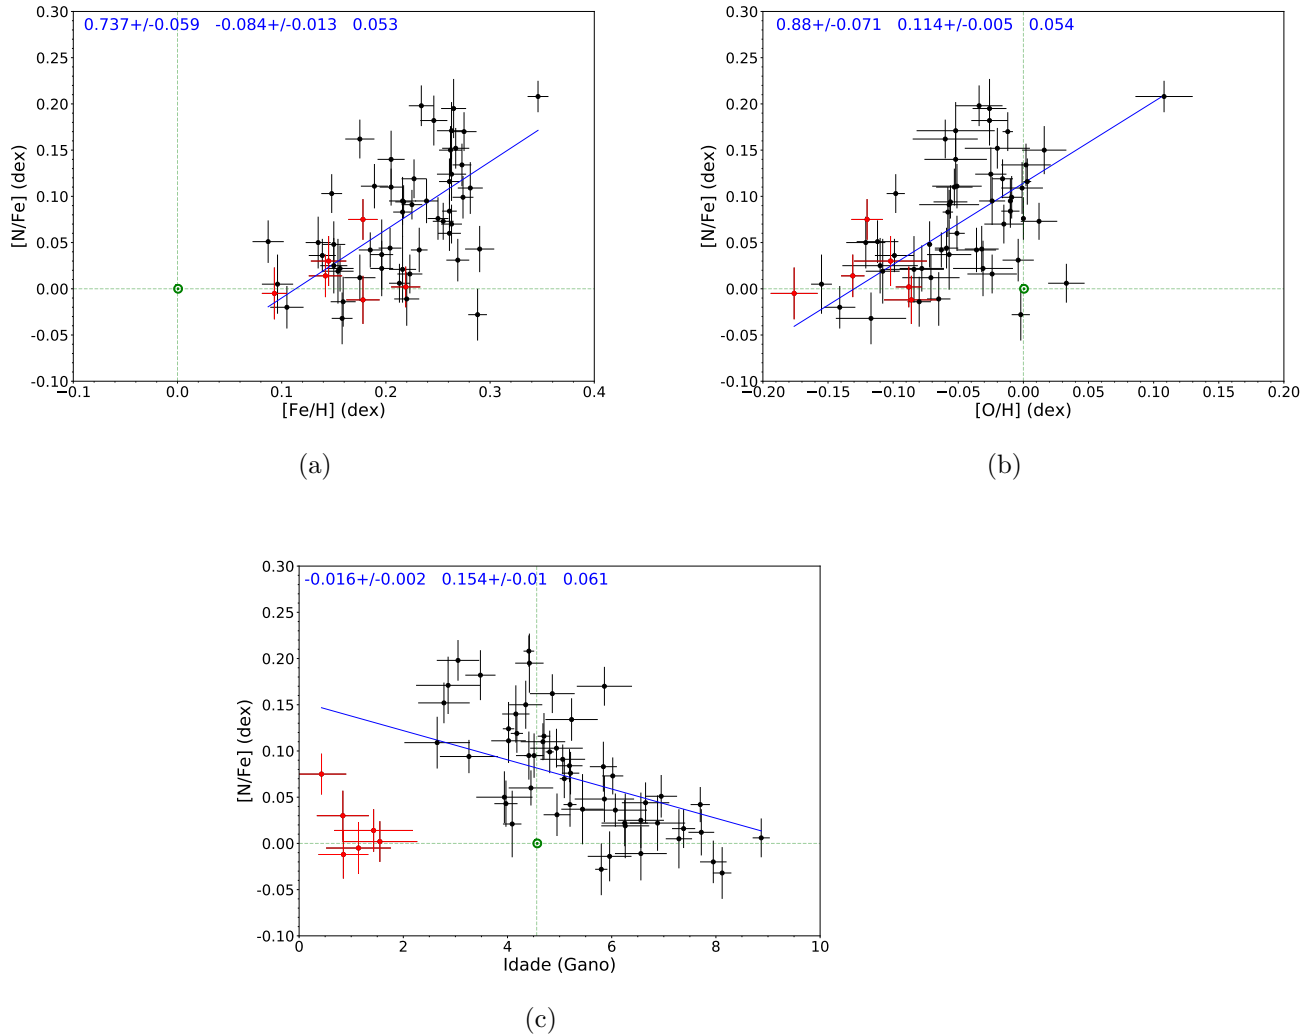 0.737+/-0.059 -0.084+/-0.013 0.053
0.30
0.25
0.20
0.15
0.10
0.05
0.00
-0.05
-0.10
[N/Fe] (dex)
−0.1 0.0 0.1 0.2 0.3 0.4
[Fe/H] (dex)
(a)
0.88+/-0.071 0.114+/-0.005 0.054
0.30
0.25
0.20
0.15
0.10
0.05
0.00
-0.05
-0.10
[N/Fe] (dex)
−0.20 −0.15 −0.10 −0.05 0.00 0.05 0.10 0.15 0.20
[O/H] (dex)
(b)
-0.016+/-0.002 0.154+/-0.01 0.061
0.30
0.25
0.20
0.15
0.10
0.05
0.00
-0.05
-0.10
[N/Fe] (dex)
0 2 4 6 8 10
Idade (Gano)
(c)